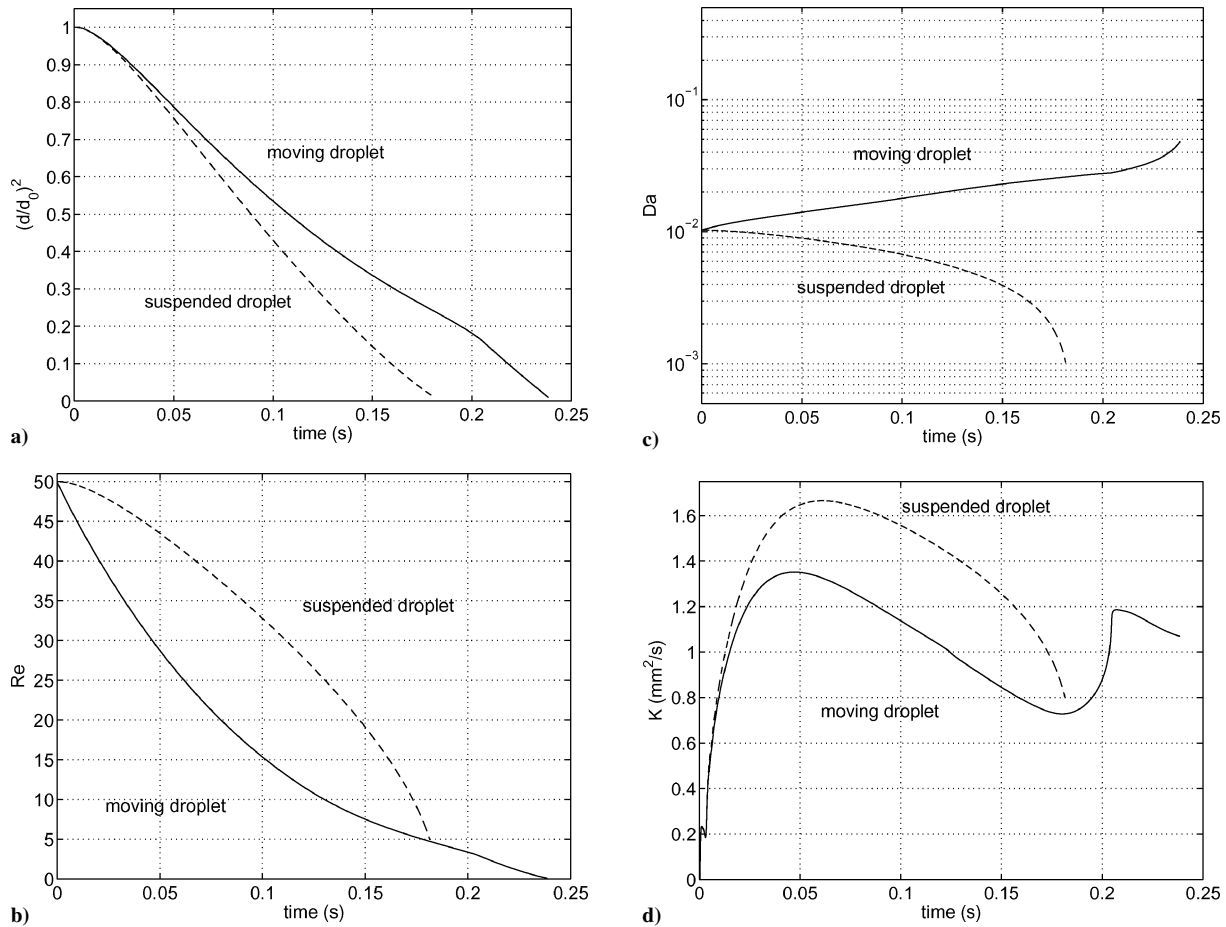 1
0.9
0.8
0.7
0.6
0.5
0.4
0.3
0.2
0.1
0
(d/d0)2
moving droplet
suspended droplet
0 0.05 0.1 0.15 0.2 0.25
time (s)
a)
10−1
10−2
10−3
Da
moving droplet
suspended droplet
0 0.05 0.1 0.15 0.2 0.25
time (s)
c)
50
45
40
35
30
25
20
15
10
5
0
Re
suspended droplet
moving droplet
0 0.05 0.1 0.15 0.2 0.25
time (s)
b)
1.6
1.4
1.2
1
0.8
0.6
0.4
0.2
0
K (mm2/s)
suspended droplet
moving droplet
0 0.05 0.1 0.15 0.2 0.25
time (s)
d)